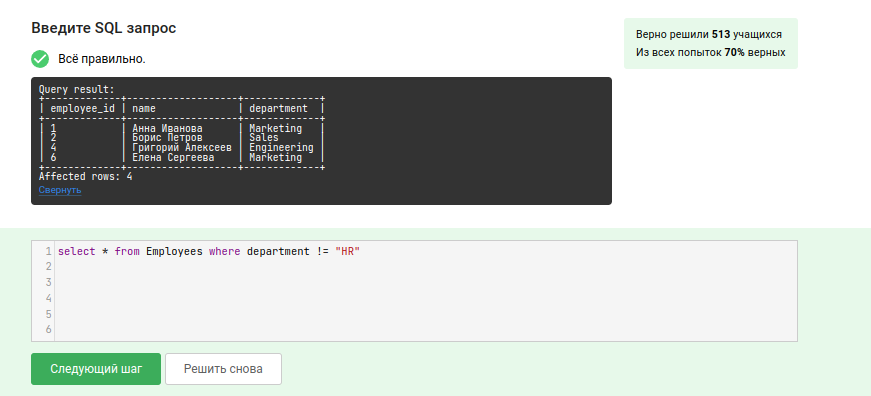 Введите SQL запрос
Верно решили 513 учащихся
Из всех попыток 70% верных
Всё правильно.
Query result:
+-------------+-------------------+-------------+
| employee_id | name              | department  |
+-------------+-------------------+-------------+
| 1           | Анна Иванова      | Marketing   |
| 2           | Борис Петров      | Sales       |
| 4           | Григорий Алексеев | Engineering |
| 6           | Елена Сергеева    | Marketing   |
+-------------+-------------------+-------------+
Affected rows: 4
Свернуть
1 select * from Employees where department != "HR"
2
3
4
5
6
Следующий шаг
Решить снова